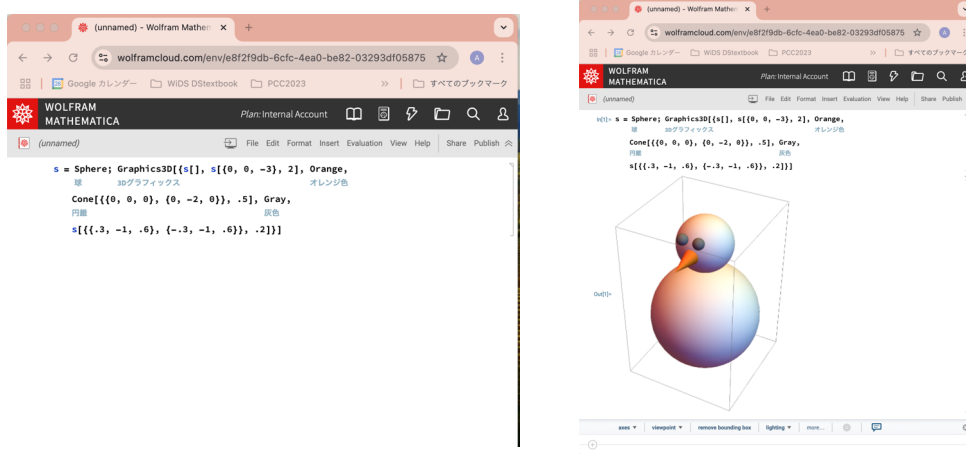 (unnamed) - Wolfram Mathem
wolframcloud.com/env/e8f2f9db-6cfc-4ea0-be82-03293df05875
Google カレンダー WiDS DStextbook PCC2023 » すべてのブックマーク
WOLFRAM
MATHEMATICA
Plan: Internal Account
(unnamed) File Edit Format Insert Evaluation View Help Share Publish
s = Sphere; Graphics3D[{s[], s[{0, 0, -3}, 2], Orange,
球 3Dグラフィックス オレンジ色
Cone[{{0, 0, 0}, {0, -2, 0}}, .5], Gray,
円錐 灰色
s[{{.3, -1, .6}, {-.3, -1, .6}}, .2]}]
(unnamed) - Wolfram Mathem
wolframcloud.com/env/e8f2f9db-6cfc-4ea0-be82-03293df05875
Google カレンダー WiDS DStextbook PCC2023 » すべてのブックマーク
WOLFRAM
MATHEMATICA
Plan: Internal Account
(unnamed) File Edit Format Insert Evaluation View Help Share Publish
In[1]:= s = Sphere; Graphics3D[{s[], s[{0, 0, -3}, 2], Orange,
球 3Dグラフィックス オレンジ色
Cone[{{0, 0, 0}, {0, -2, 0}}, .5], Gray,
円錐 灰色
s[{{.3, -1, .6}, {-.3, -1, .6}}, .2]}]
Out[1]=
axes viewpoint remove bounding box lighting more...